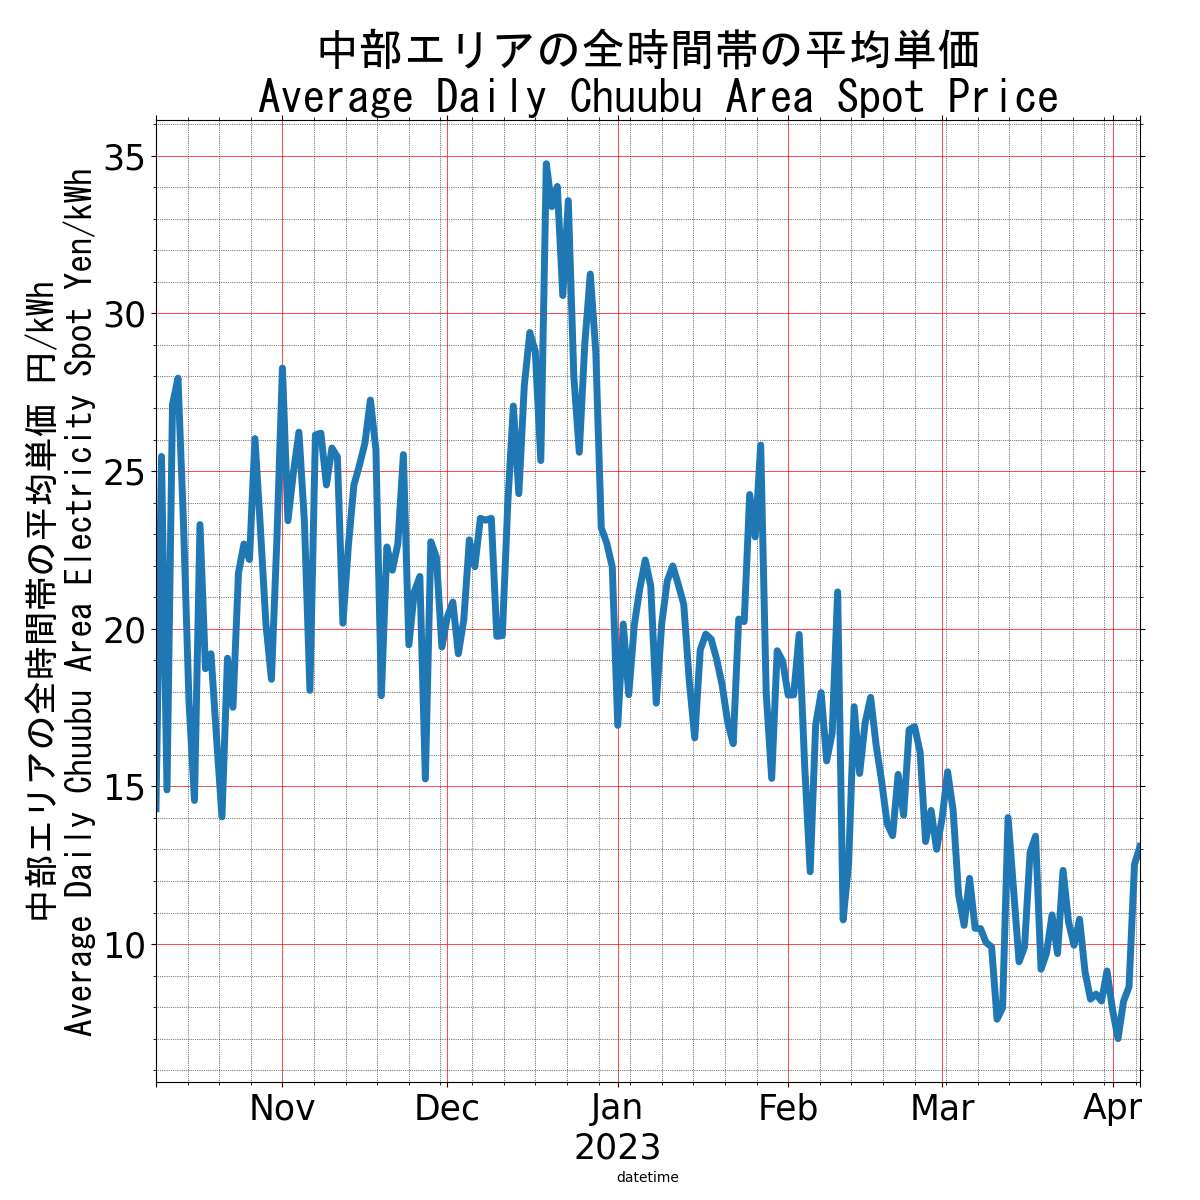 中部エリアの全時間帯の平均単価
Average Daily Chuubu Area Spot Price
中部エリアの全時間帯の平均単価 円/kWh
Average Daily Chuubu Area Electricity Spot Yen/kWh
35
30
25
20
15
10
Nov Dec Jan Feb Mar Apr
2023
datetime